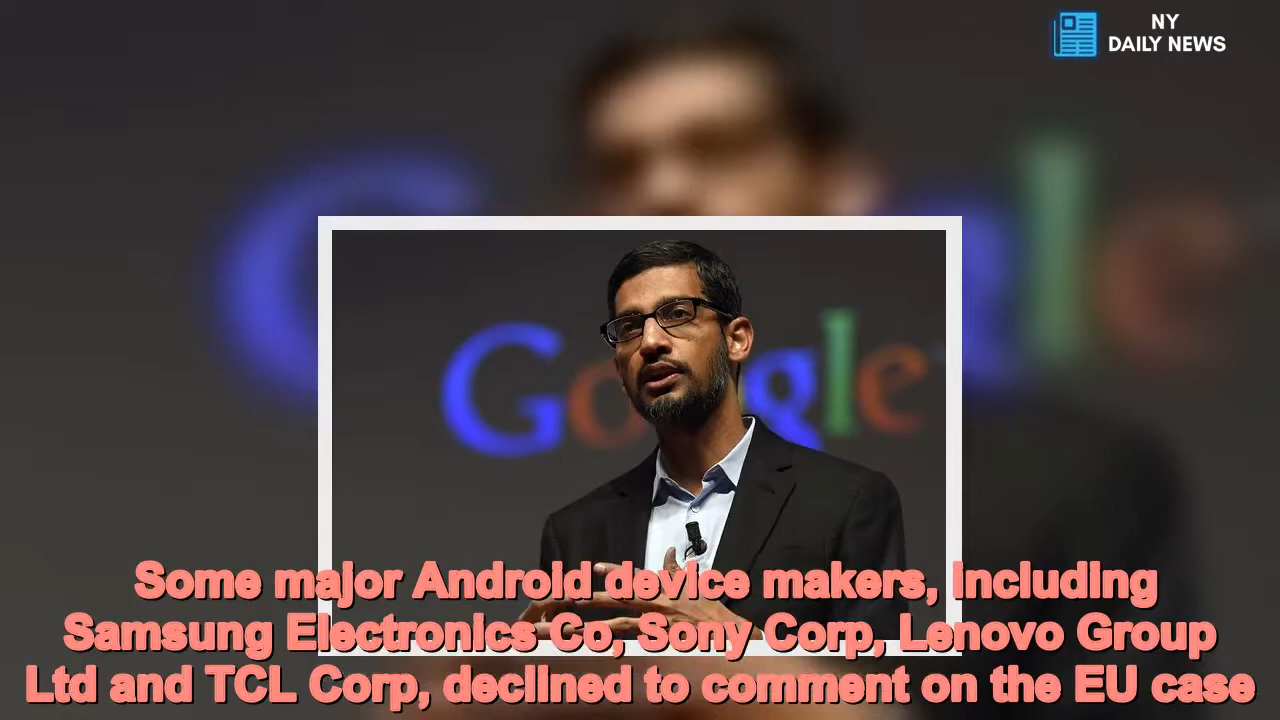 NY
DAILY NEWS
Google
Some major Android device makers, including
Samsung Electronics Co, Sony Corp, Lenovo Group
Ltd and TCL Corp, declined to comment on the EU case